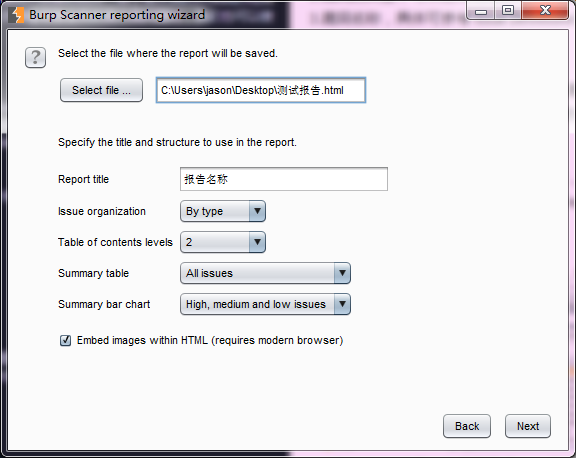 Burp Scanner reporting wizard
?
Select the file where the report will be saved.
Select file ...
C:\Users\jason\Desktop\测试报告.html
Specify the title and structure to use in the report.
Report title
报告名称
Issue organization
By type
Table of contents levels
2
Summary table
All issues
Summary bar chart
High, medium and low issues
Embed images within HTML (requires modern browser)
Back
Next